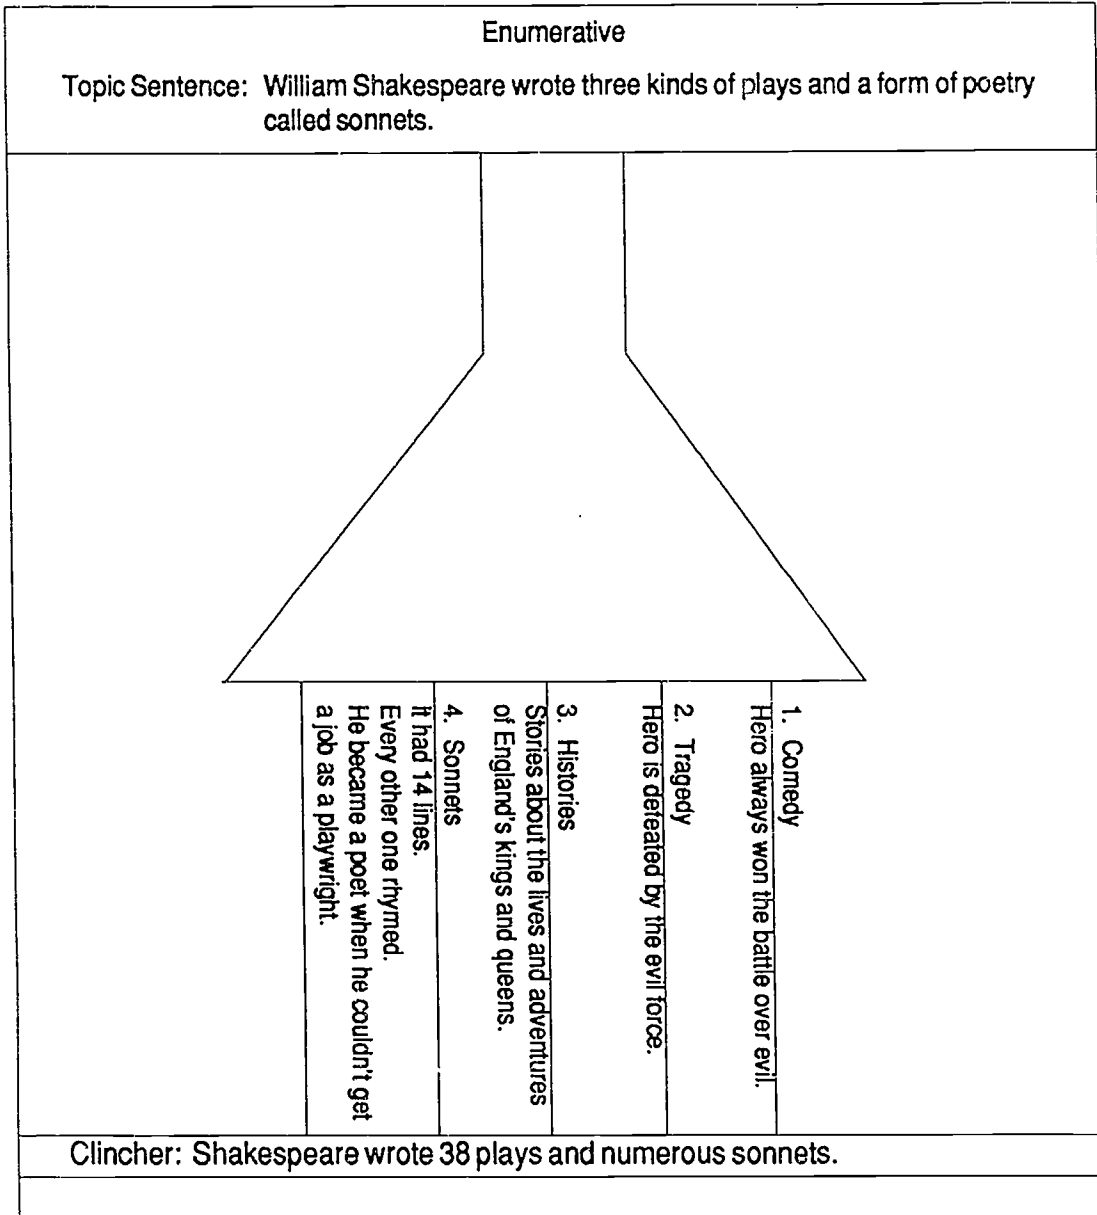 Enumerative
Topic Sentence: William Shakespeare wrote three kinds of plays and a form of poetry
called sonnets.
1. Comedy
Hero always won the battle over evil.
2. Tragedy
Hero is defeated by the evil force.
3. Histories
Stories about the lives and adventures
of England's kings and queens.
4. Sonnets
It had 14 lines.
Every other one rhymed.
He became a poet when he couldn't get
a job as a playwright.
Clincher: Shakespeare wrote 38 plays and numerous sonnets.